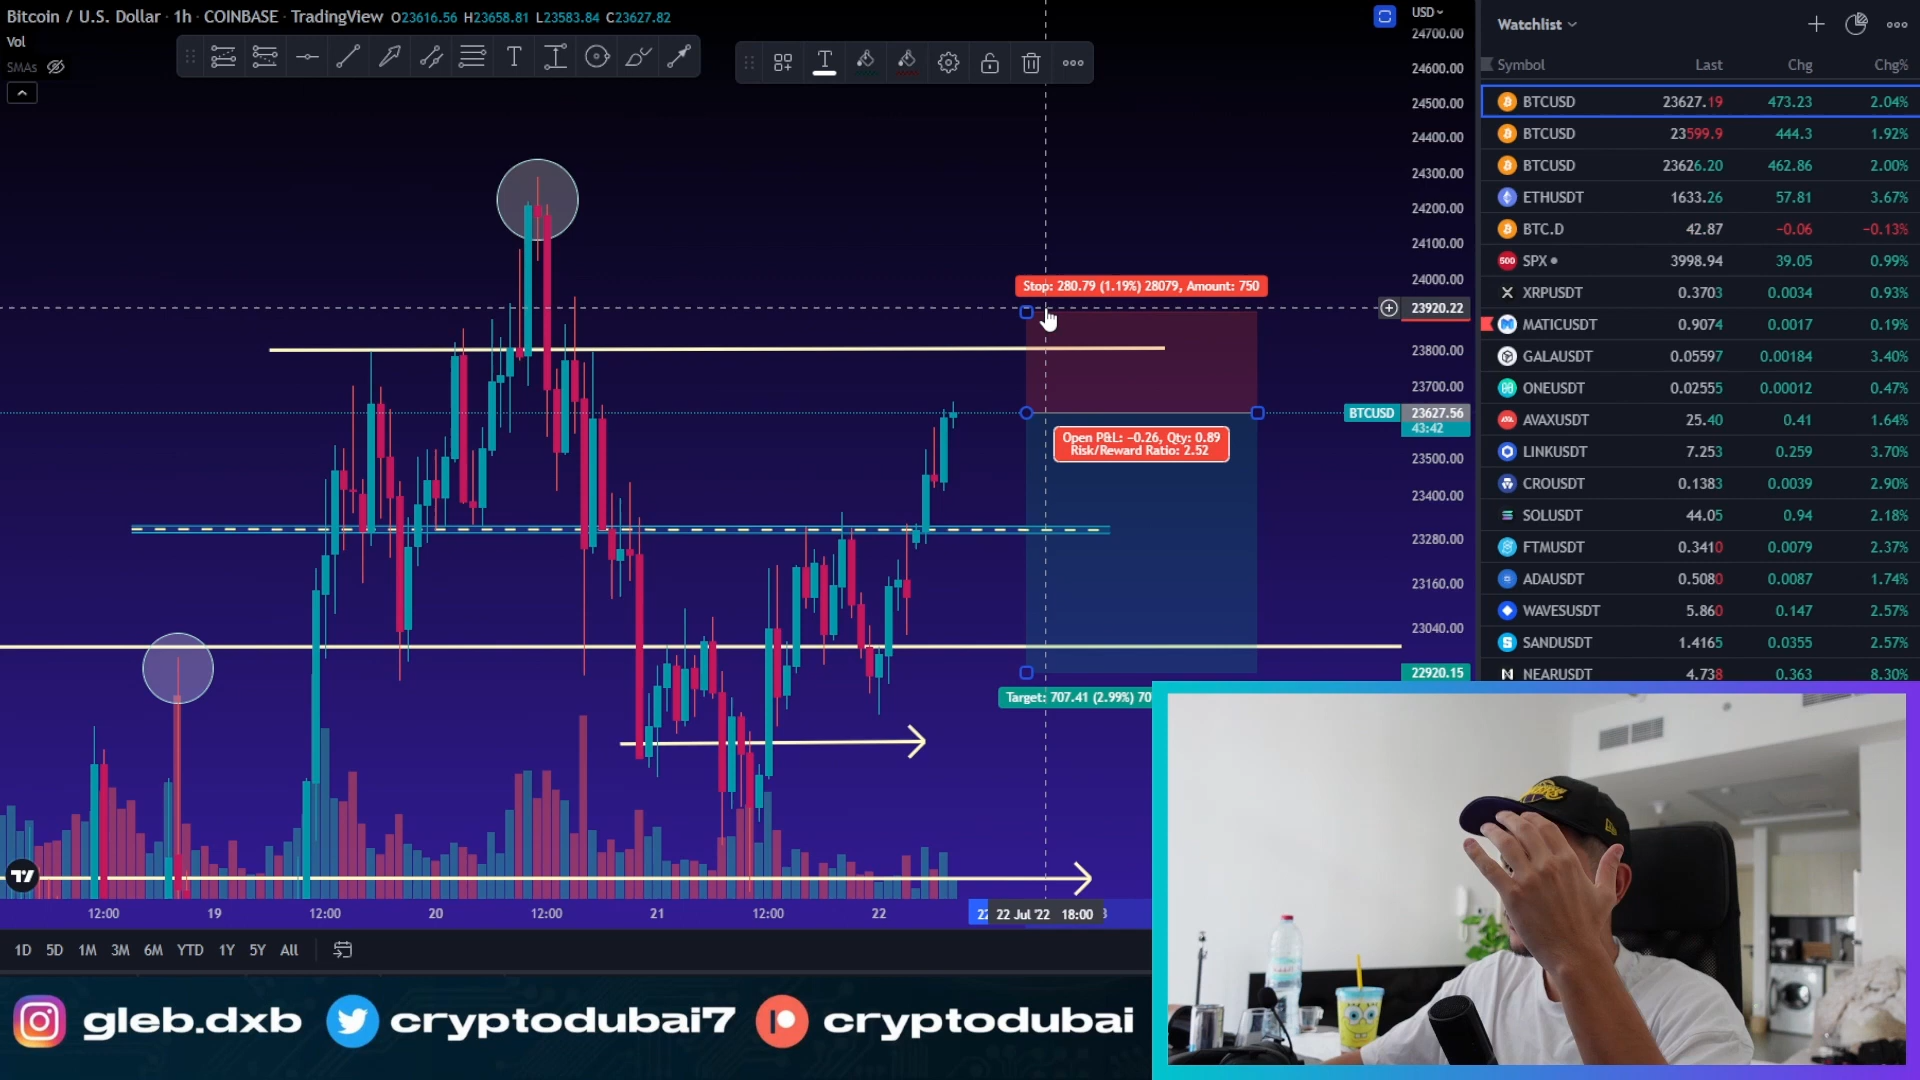 Bitcoin / U.S. Dollar · 1h · COINBASE · TradingView O23616.56 H23658.81 L23583.84 C23627.82
Vol
SMAs
USD
24700.00
24600.00
24500.00
24400.00
24300.00
24200.00
24100.00
24000.00
23920.22
23800.00
23700.00
BTCUSD 23627.56
43:42
23500.00
23400.00
23280.00
23160.00
23040.00
22920.15
Stop: 280.79 (1.19%) 28079, Amount: 750
Open P&L: −0.26, Qty: 0.89
Risk/Reward Ratio: 2.52
Target: 707.41 (2.99%) 70
12:00 19 12:00 20 12:00 21 12:00 22 22 22 Jul '22 18:00 3
1D 5D 1M 3M 6M YTD 1Y 5Y All
Watchlist
Symbol Last Chg Chg%
BTCUSD 23627.19 473.23 2.04%
BTCUSD 23599.9 444.3 1.92%
BTCUSD 23626.20 462.86 2.00%
ETHUSDT 1633.26 57.81 3.67%
BTC.D 42.87 −0.06 −0.13%
500 SPX 3998.94 39.05 0.99%
XRPUSDT 0.3703 0.0034 0.93%
MATICUSDT 0.9074 0.0017 0.19%
GALAUSDT 0.05597 0.00184 3.40%
ONEUSDT 0.02555 0.00012 0.47%
AVAXUSDT 25.40 0.41 1.64%
LINKUSDT 7.253 0.259 3.70%
CROUSDT 0.1383 0.0039 2.90%
SOLUSDT 44.05 0.94 2.18%
FTMUSDT 0.3410 0.0079 2.37%
ADAUSDT 0.5080 0.0087 1.74%
WAVESUSDT 5.860 0.147 2.57%
SANDUSDT 1.4165 0.0355 2.57%
NEARUSDT 4.738 0.363 8.30%
gleb.dxb cryptodubai7 cryptodubai